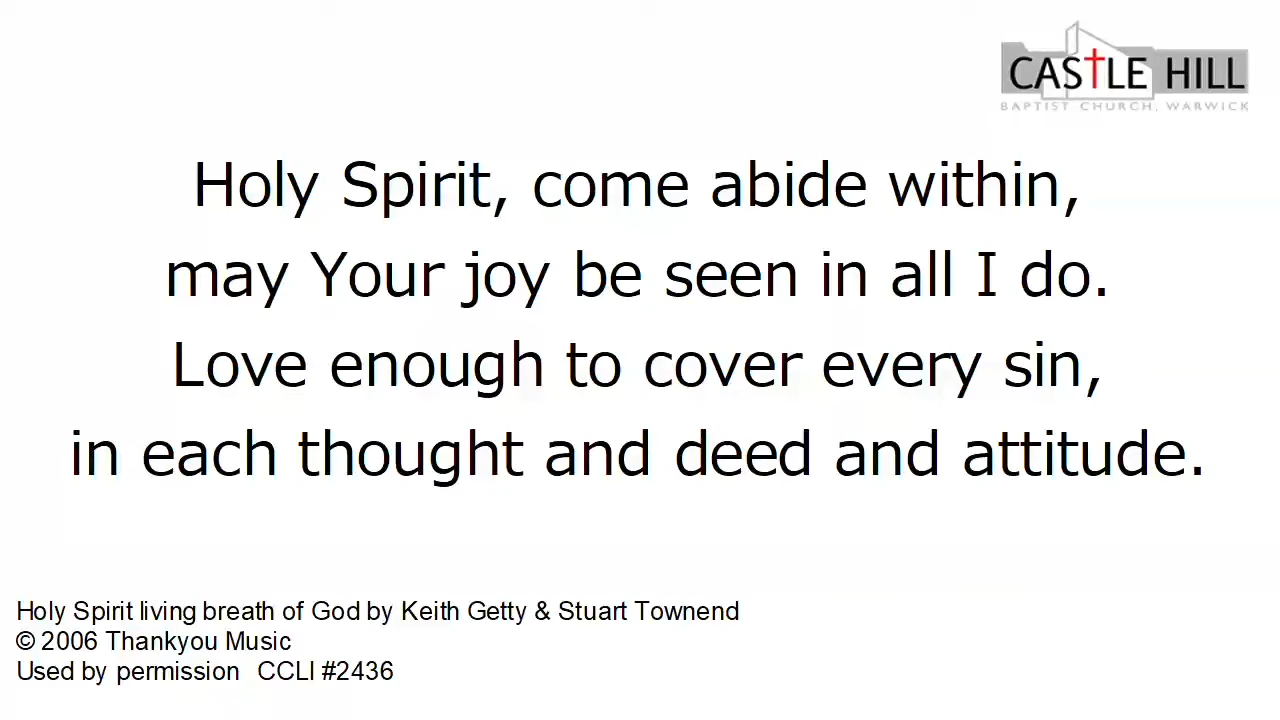 CASTLE HILL
BAPTIST CHURCH, WARWICK
Holy Spirit, come abide within,
may Your joy be seen in all I do.
Love enough to cover every sin,
in each thought and deed and attitude.
Holy Spirit living breath of God by Keith Getty & Stuart Townend
© 2006 Thankyou Music
Used by permission CCLI #2436